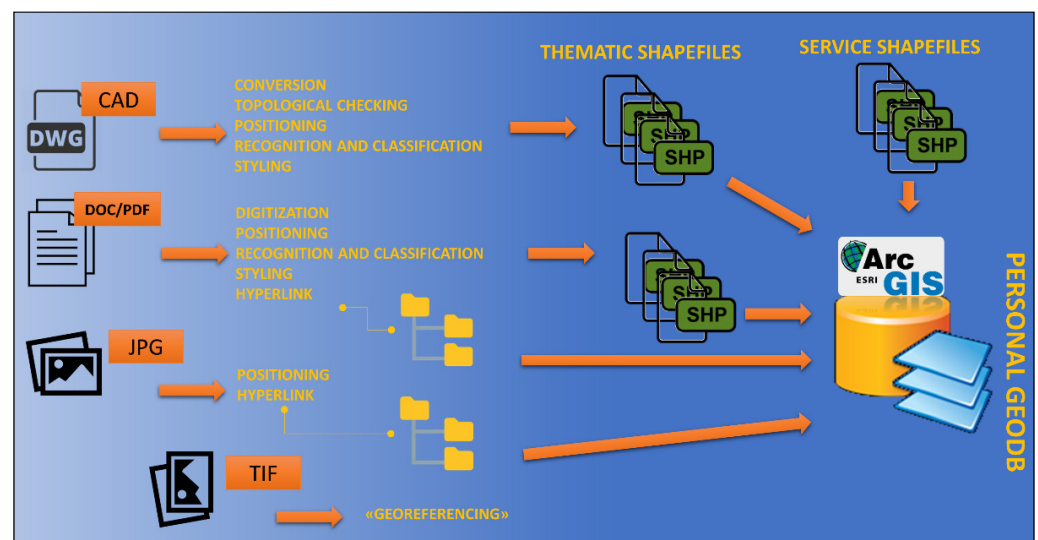 THEMATIC SHAPEFILES
SERVICE SHAPEFILES
CAD
DWG
CONVERSION
TOPOLOGICAL CHECKING
POSITIONING
RECOGNITION AND CLASSIFICATION
STYLING
SHP
SHP
SHP
SHP
SHP
SHP
DOC/PDF
DIGITIZATION
POSITIONING
RECOGNITION AND CLASSIFICATION
STYLING
HYPERLINK
SHP
SHP
SHP
Arc
ESRI GIS
PERSONAL GEODB
JPG
POSITIONING
HYPERLINK
TIF
«GEOREFERENCING»